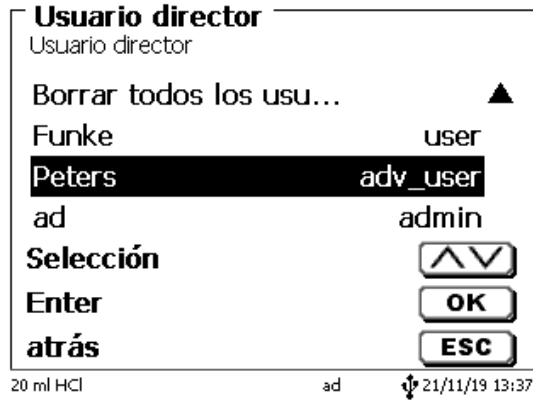 Usuario director
Usuario director
Borrar todos los usu...
Funke user
Peters adv_user
ad admin
Selección
Enter OK
atrás ESC
20 ml HCl ad 21/11/19 13:37